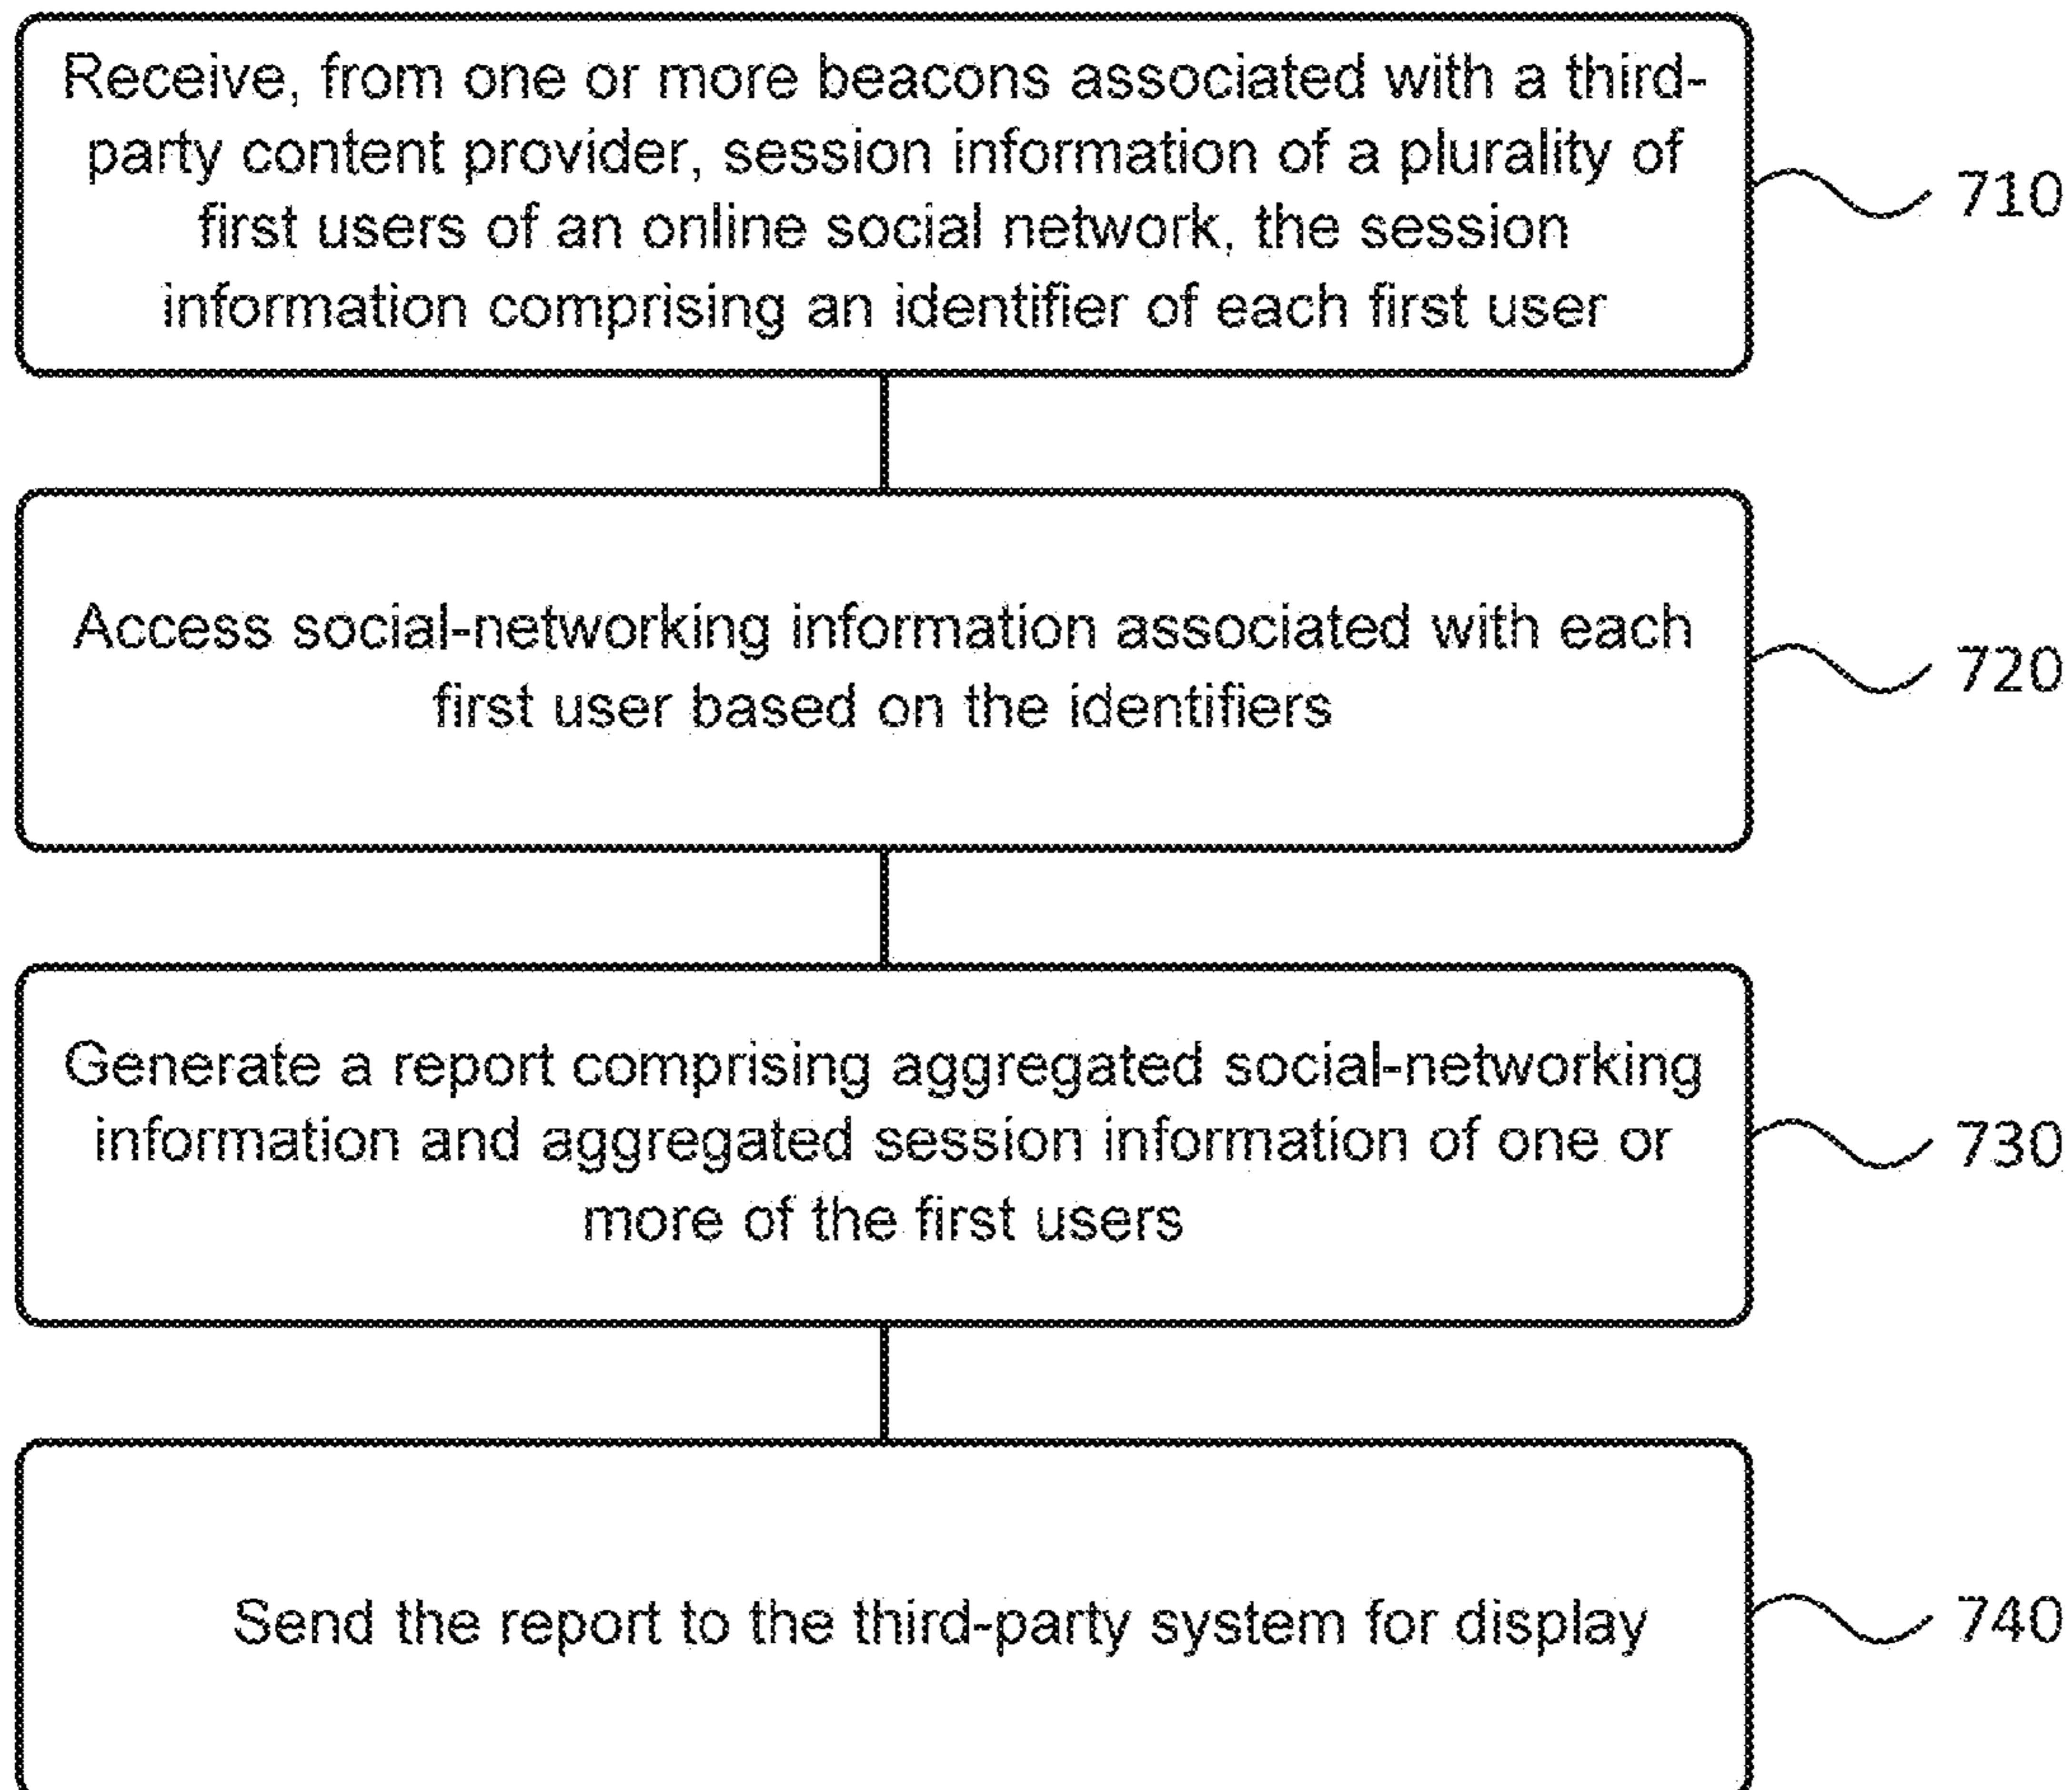 Receive, from one or more beacons associated with a third-
party content provider, session information of a plurality of
first users of an online social network, the session
information comprising an identifier of each first user
710
Access social-networking information associated with each
first user based on the identifiers
720
Generate a report comprising aggregated social-networking
information and aggregated session information of one or
more of the first users
730
Send the report to the third-party system for display
740